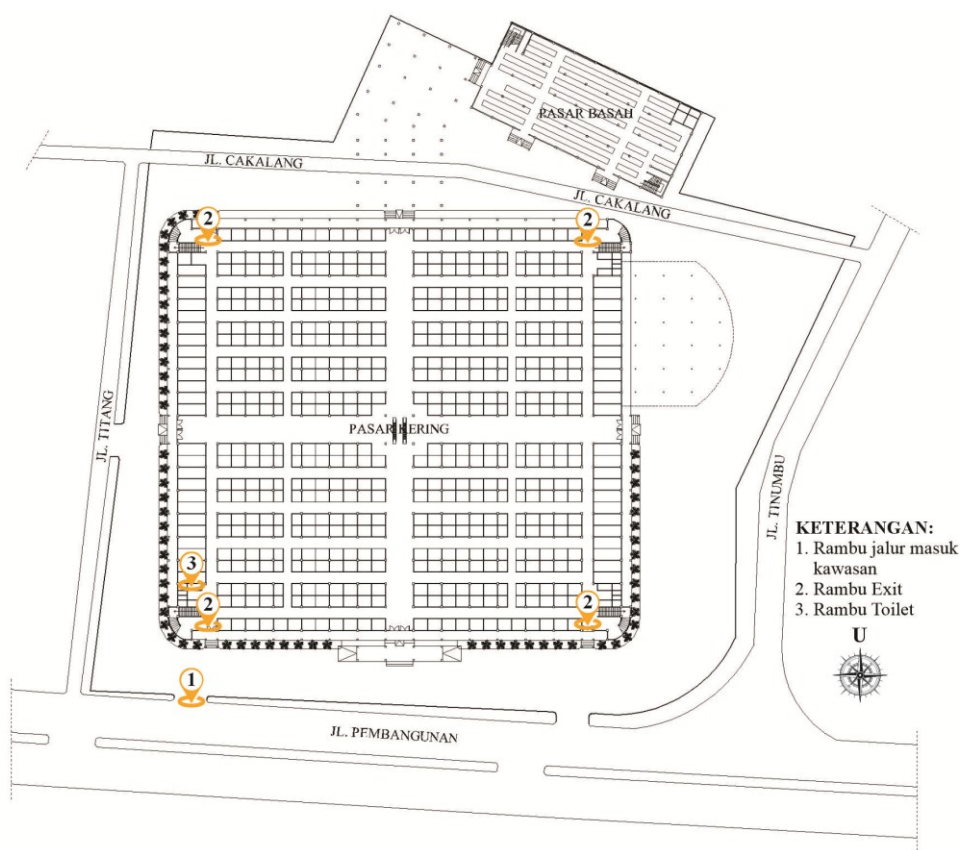 PASAR BASAH
JL. CAKALANG
JL. CAKALANG
2
2
PASAR KERING
JL. TITANG
JL. TINUMBU
KETERANGAN:
1. Rambu jalur masuk
kawasan
2. Rambu Exit
3. Rambu Toilet
U
3
2
2
1
JL. PEMBANGUNAN